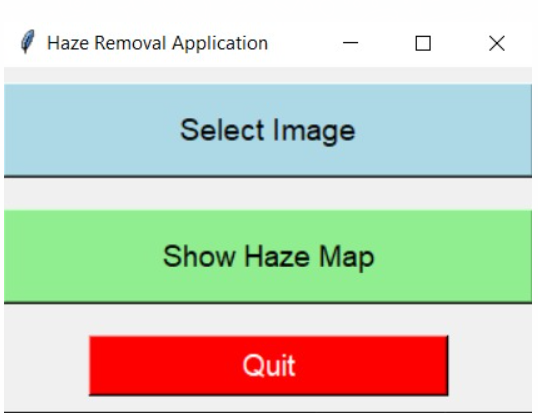 Haze Removal Application
Select Image
Show Haze Map
Quit